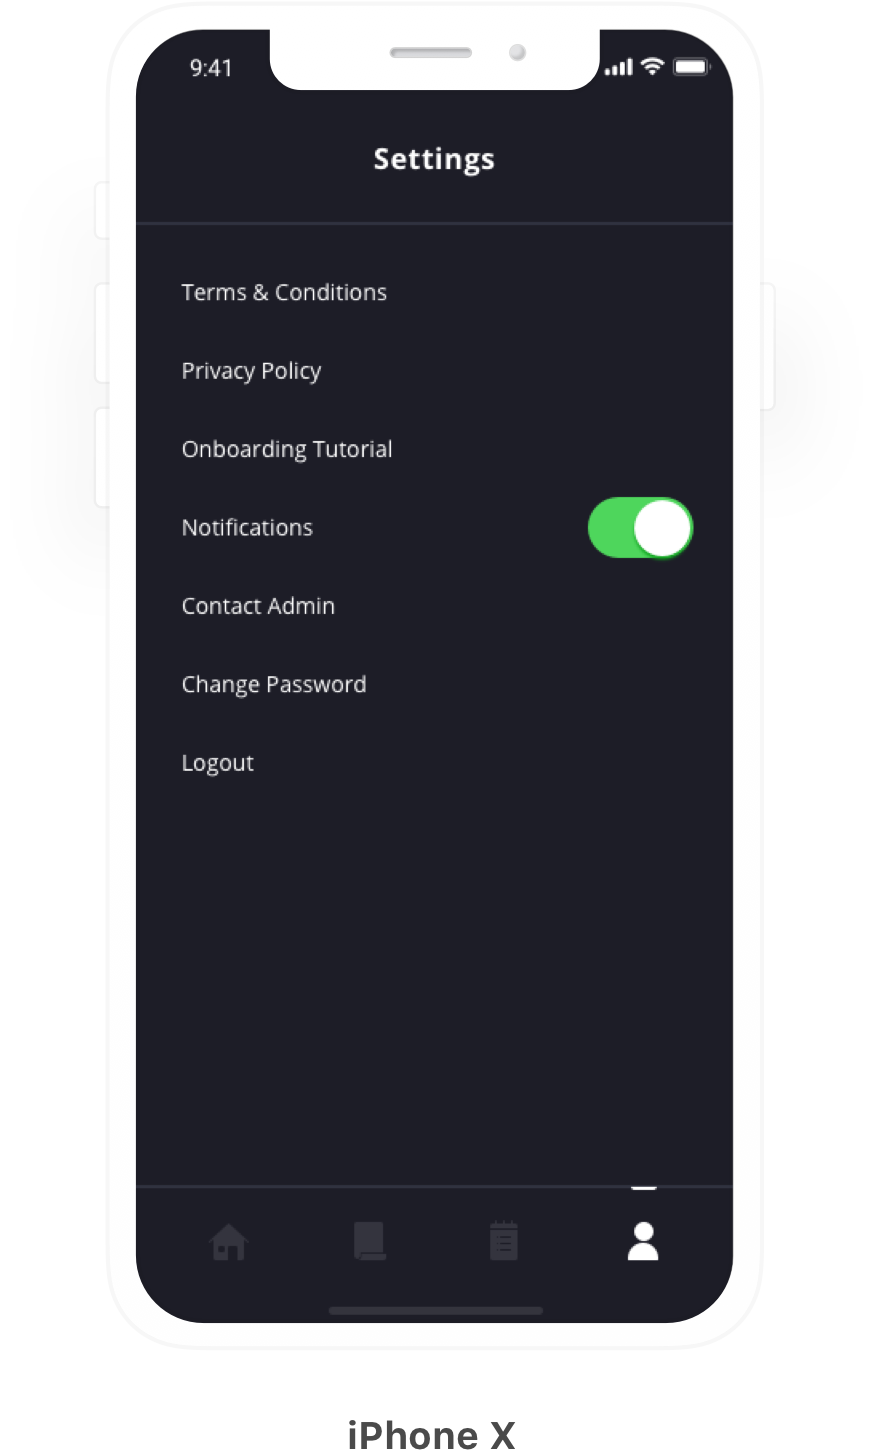 9:41
Settings
Terms & Conditions
Privacy Policy
Onboarding Tutorial
Notifications
Contact Admin
Change Password
Logout
iPhone X